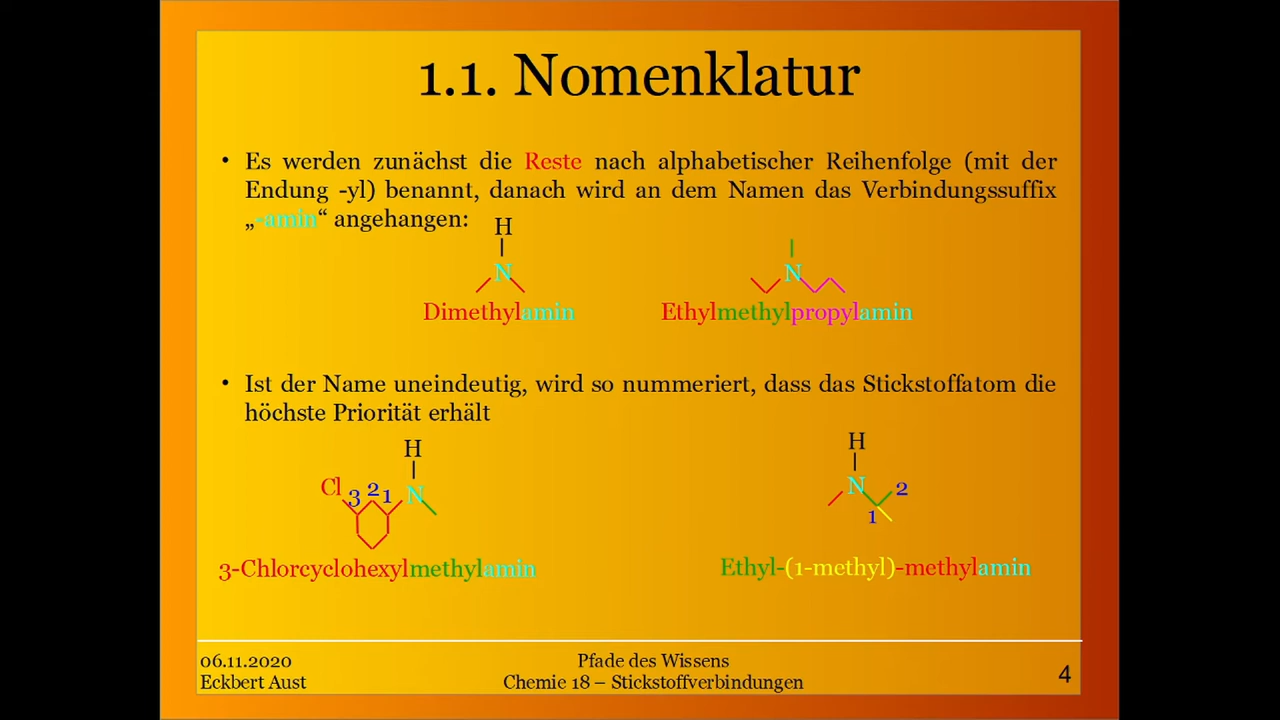 1.1. Nomenklatur
• Es werden zunächst die Reste nach alphabetischer Reihenfolge (mit der
Endung -yl) benannt, danach wird an dem Namen das Verbindungssuffix
„-amin“ angehangen:
H
N
N
Dimethylamin
Ethylmethylpropylamin
• Ist der Name uneindeutig, wird so nummeriert, dass das Stickstoffatom die
höchste Priorität erhält
H
Cl 3 2 1 N
3-Chlorcyclohexylmethylamin
H
N 2
1
Ethyl-(1-methyl)-methylamin
06.11.2020
Eckbert Aust
Pfade des Wissens
Chemie 18 – Stickstoffverbindungen
4